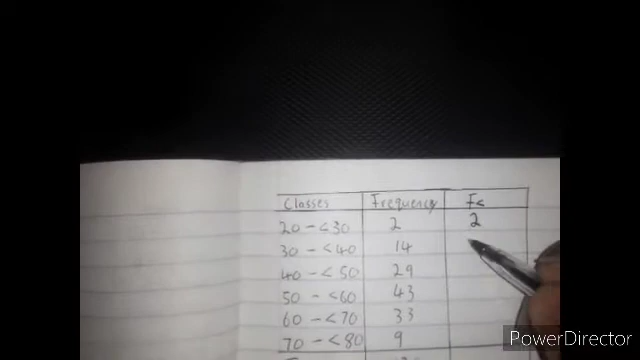 Classes Frequency F<
20 - <30 2 2
30 - <40 14
40 - <50 29
50 - <60 43
60 - <70 33
70 - <80 9
PowerDirector